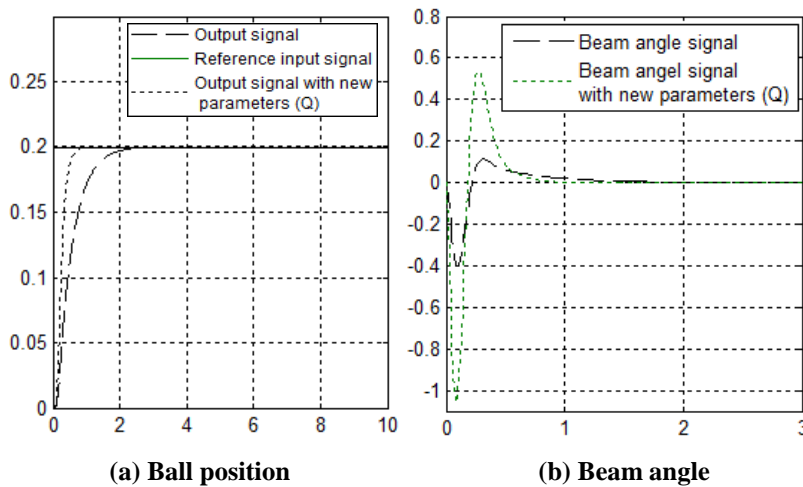 Output signal
Reference input signal
Output signal with new
parameters (Q)
0.25
0.2
0.15
0.1
0.05
0
0 2 4 6 8 10
(a) Ball position
Beam angle signal
Beam angel signal
with new parameters (Q)
0.8
0.6
0.4
0.2
0
-0.2
-0.4
-0.6
-0.8
-1
0 1 2 3
(b) Beam angle